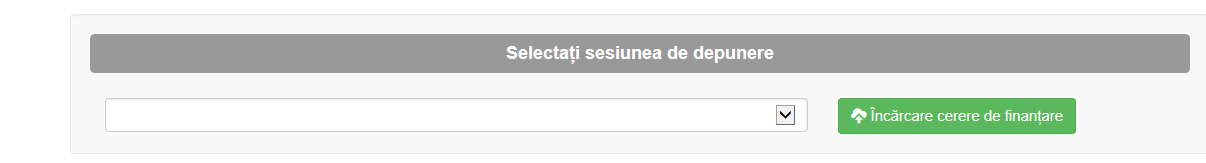 Selectați sesiunea de depunere
Încărcare cerere de finanțare